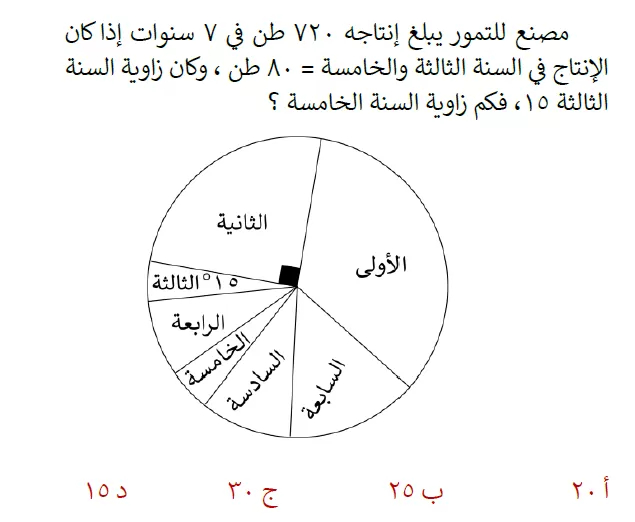 مصنع للتمور يبلغ إنتاجه ٧٢٠ طن في ٧ سنوات إذا كان
الإنتاج في السنة الثالثة والخامسة = ٨٠ طن ، وكان زاوية السنة
الثالثة ١٥، فكم زاوية السنة الخامسة ؟
الثانية
الأولى
١٥° الثالثة
الرابعة
الخامسة
السادسة
السابعة
أ ٢٠ ب ٢٥ ج ٣٠ د ١٥